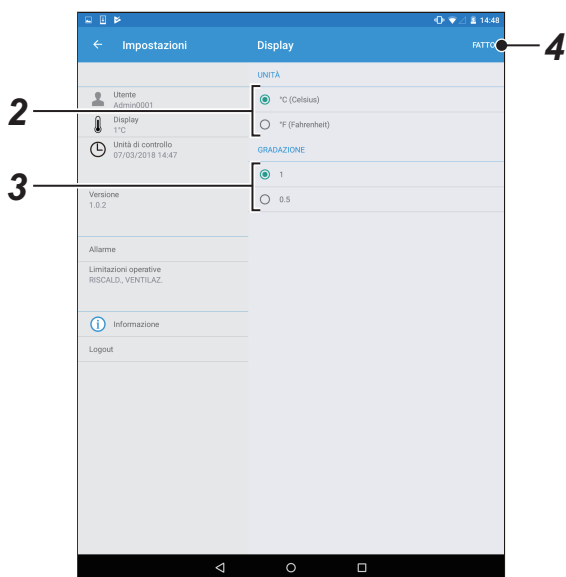 14:48
Impostazioni
Display
FATTO
4
UNITÀ
Utente
Admin0001
2
°C (Celsius)
Display
1°C
°F (Fahrenheit)
Unità di controllo
07/03/2018 14:47
GRADAZIONE
3
1
Versione
1.0.2
0.5
Allarme
Limitazioni operative
RISCALD., VENTILAZ.
Informazione
Logout